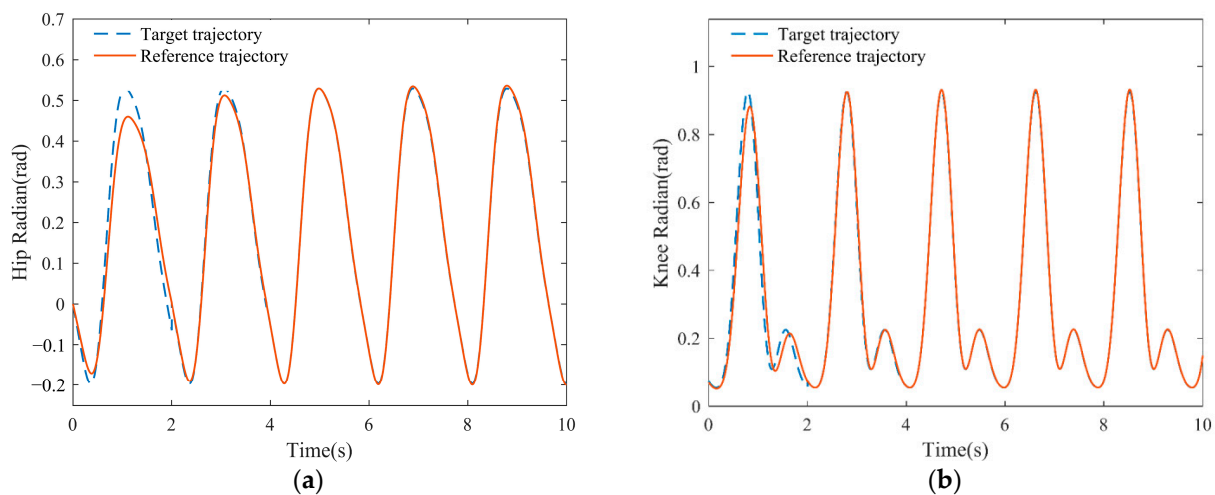 0.7
0.6
0.5
0.4
0.3
0.2
0.1
0
−0.1
−0.2
Hip Radian(rad)
Target trajectory
Reference trajectory
0 2 4 6 8 10
Time(s)
(a)
1
0.8
0.6
0.4
0.2
0
Knee Radian(rad)
Target trajectory
Reference trajectory
0 2 4 6 8 10
Time(s)
(b)